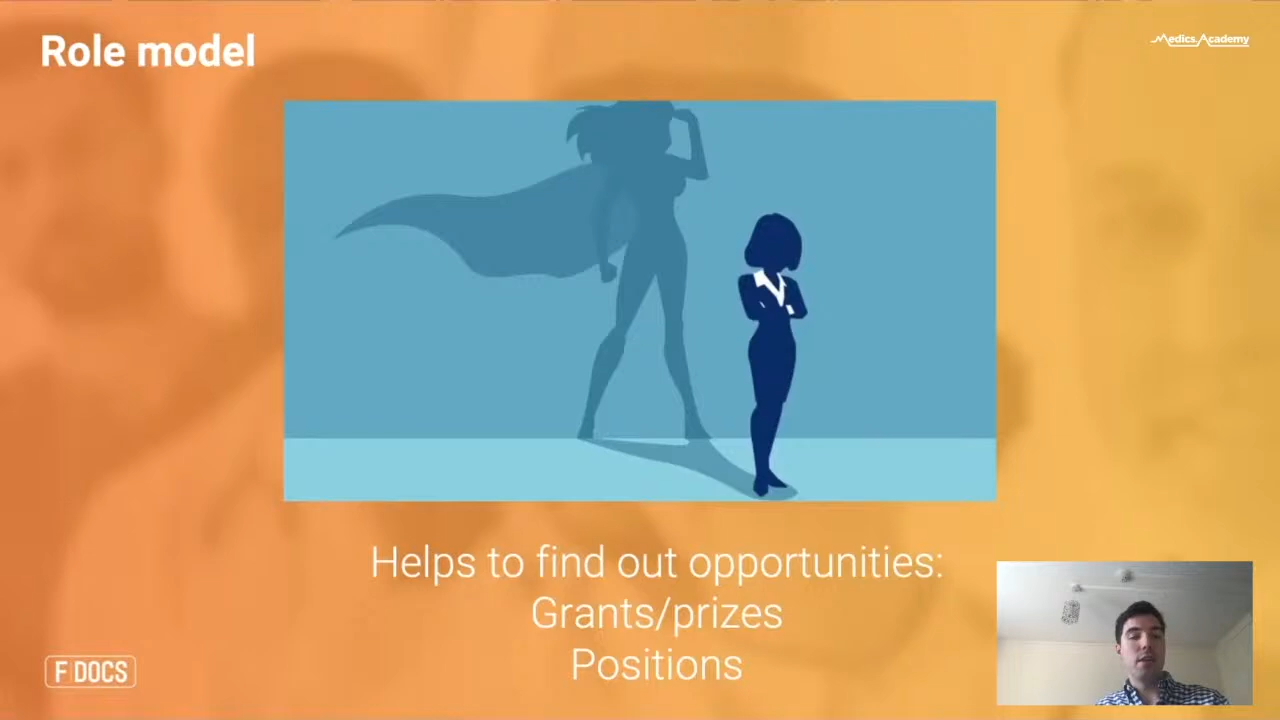 Role model
Medics.Academy
Helps to find out opportunities:
Grants/prizes
Positions
F DOCS